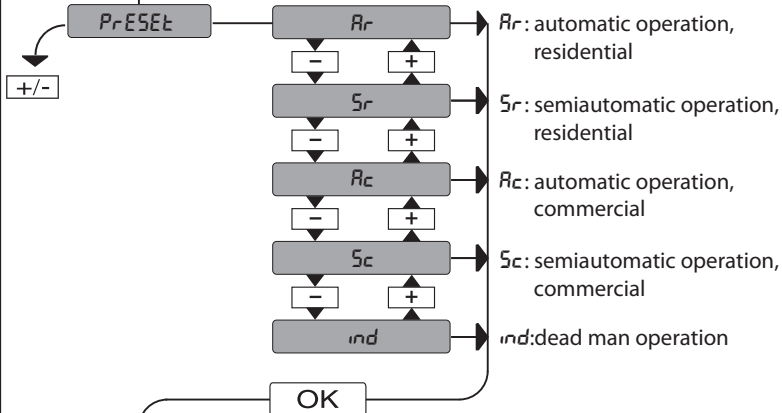 PrESEt
Ar
Ar: automatic operation,
residential
- +
+/-
Sr
Sr: semiautomatic operation,
residential
- +
Ac
Ac: automatic operation,
commercial
- +
Sc
Sc: semiautomatic operation,
commercial
- +
ind
ind:dead man operation
OK